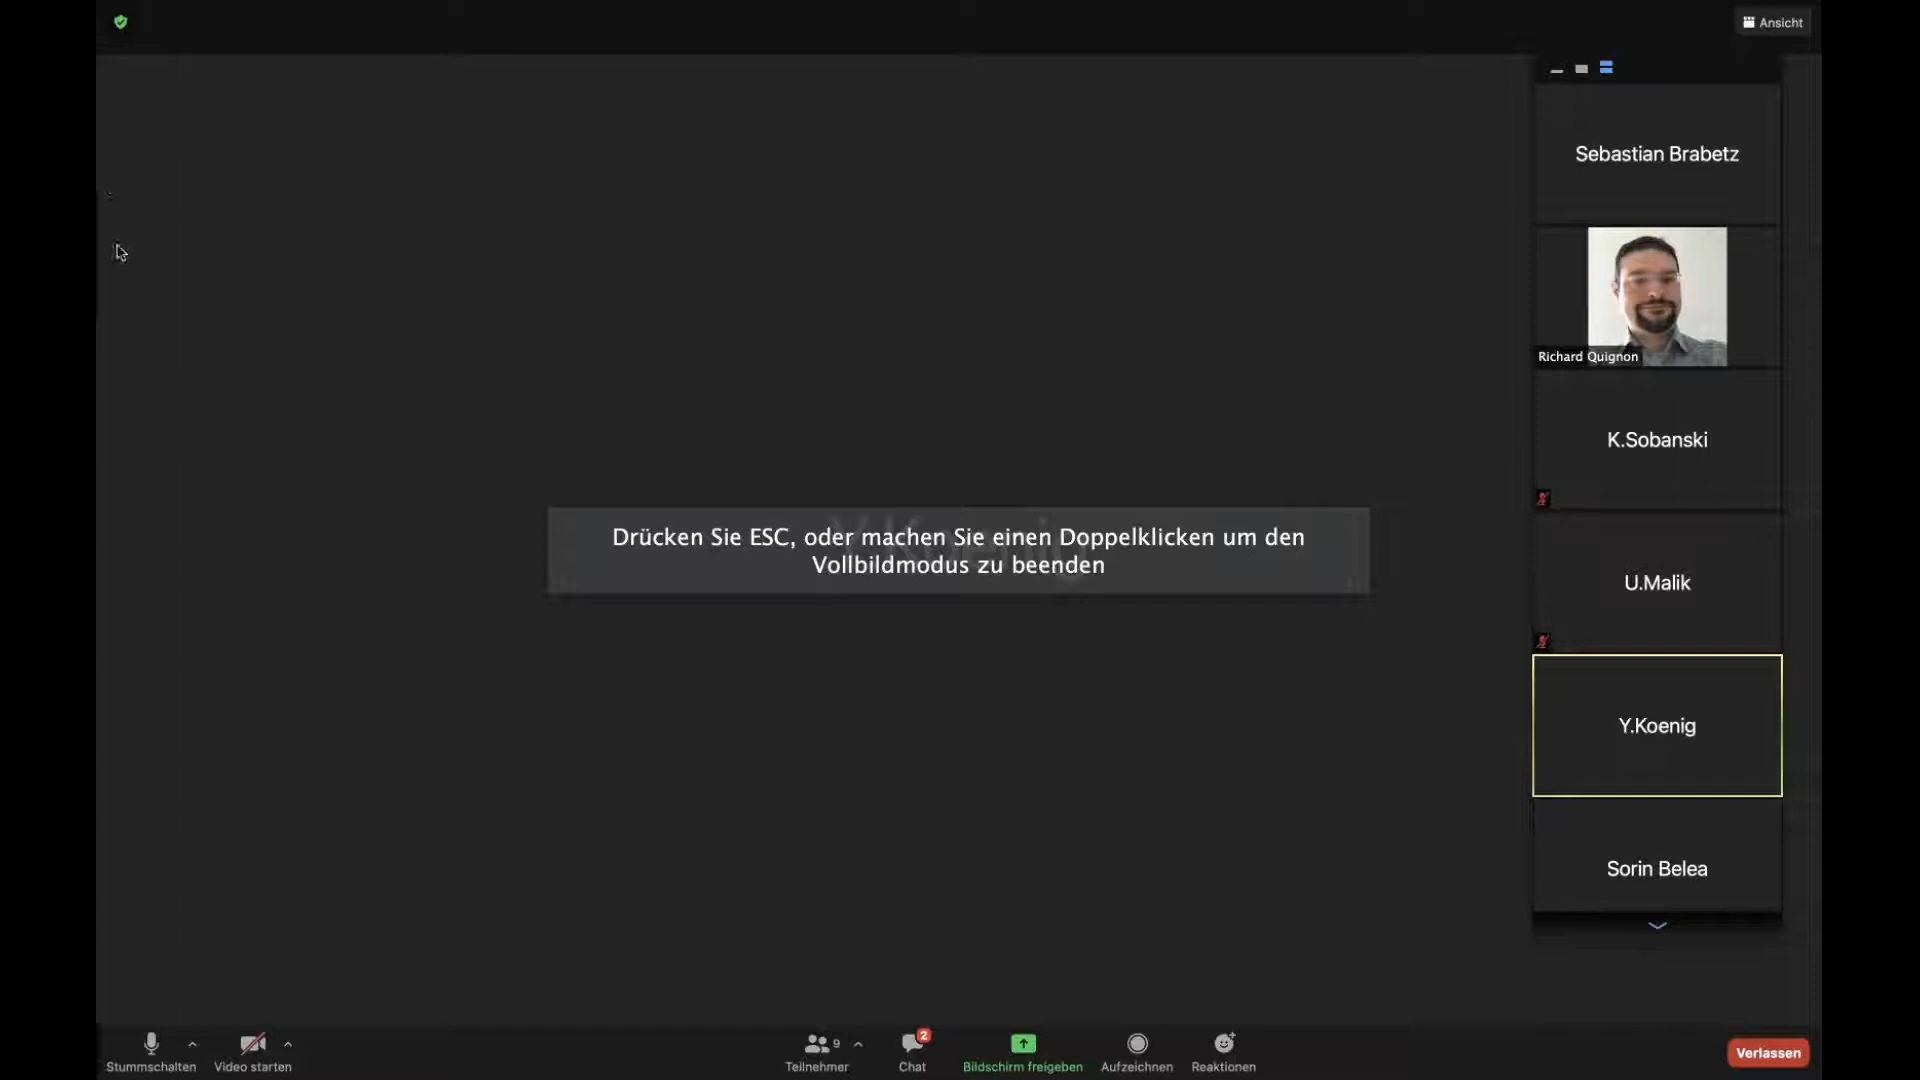 Ansicht
Sebastian Brabetz
Richard Quignon
K.Sobanski
Drücken Sie ESC, oder machen Sie einen Doppelklicken um den
Vollbildmodus zu beenden
U.Malik
Y.Koenig
Sorin Belea
Stummschalten
Video starten
9
Teilnehmer
2
Chat
Bildschirm freigeben
Aufzeichnen
Reaktionen
Verlassen